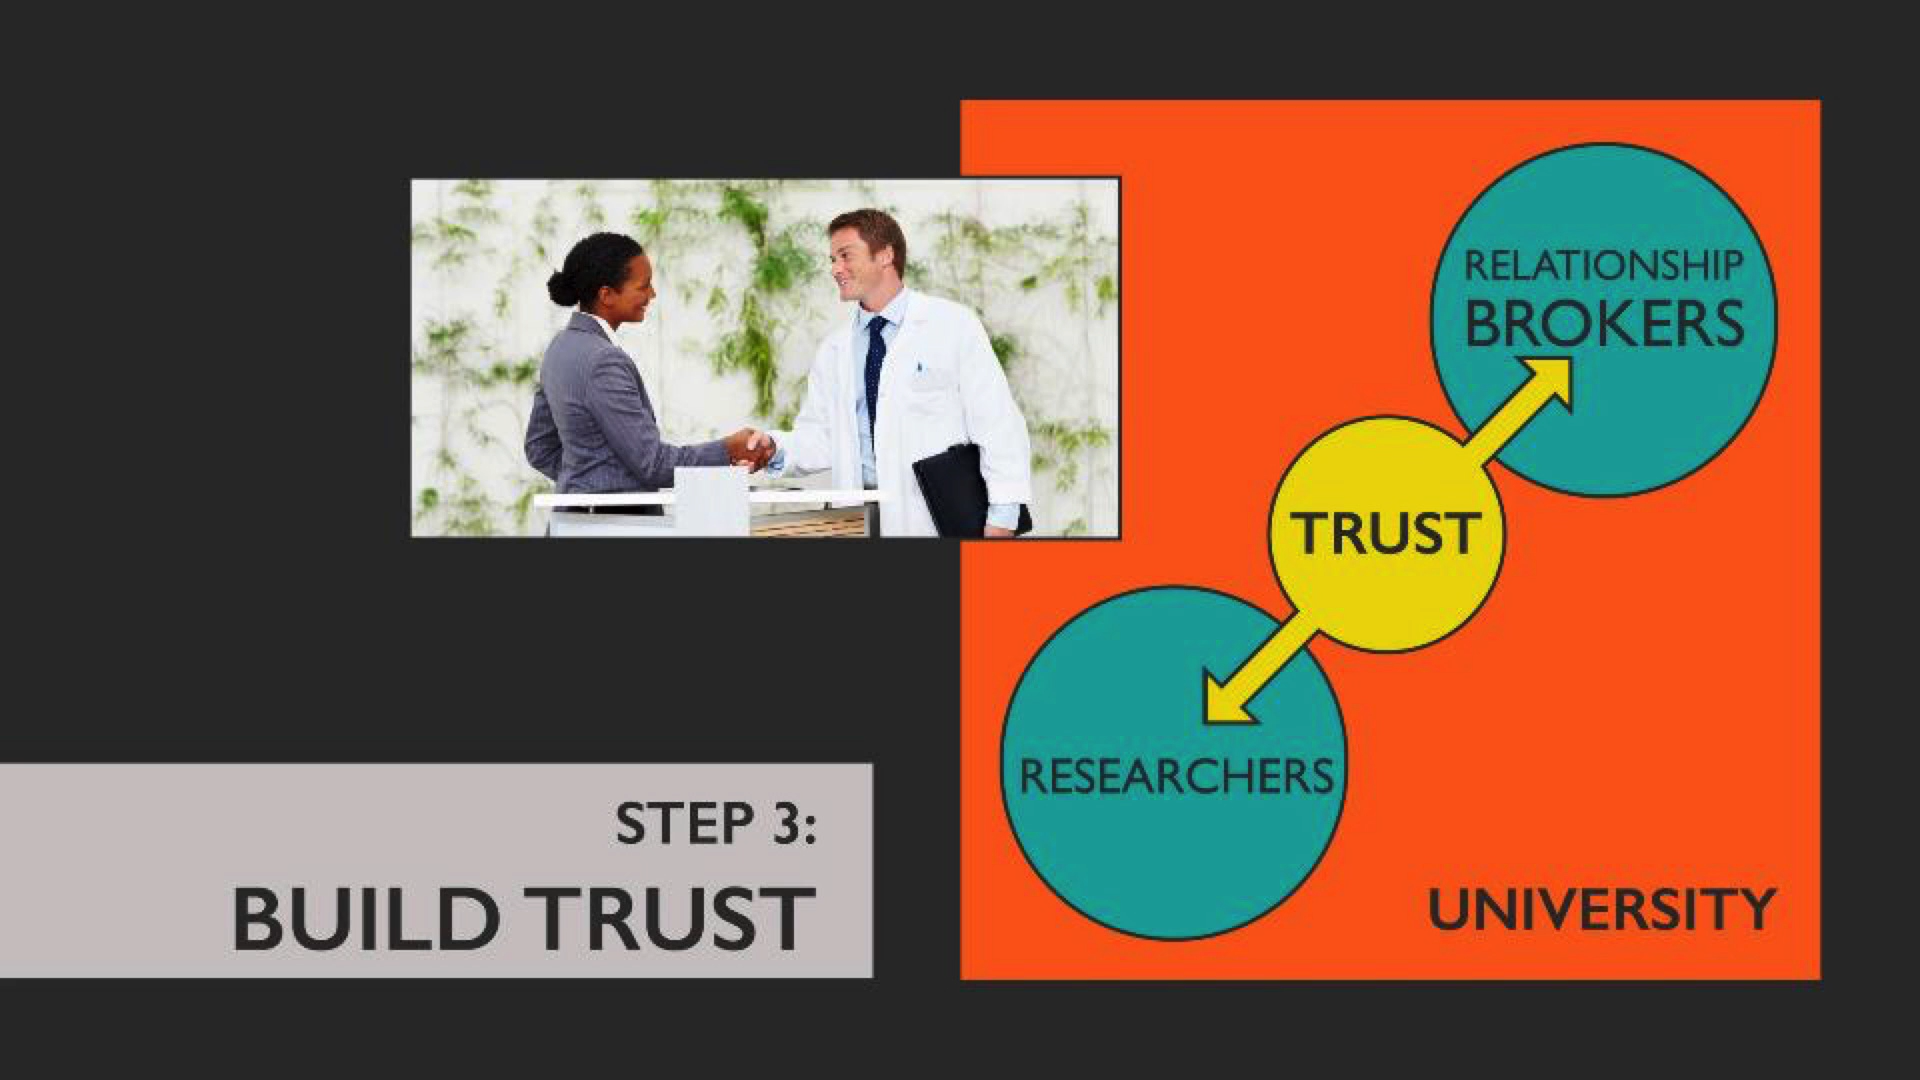 RELATIONSHIP
BROKERS
TRUST
RESEARCHERS
STEP 3:
BUILD TRUST
UNIVERSITY